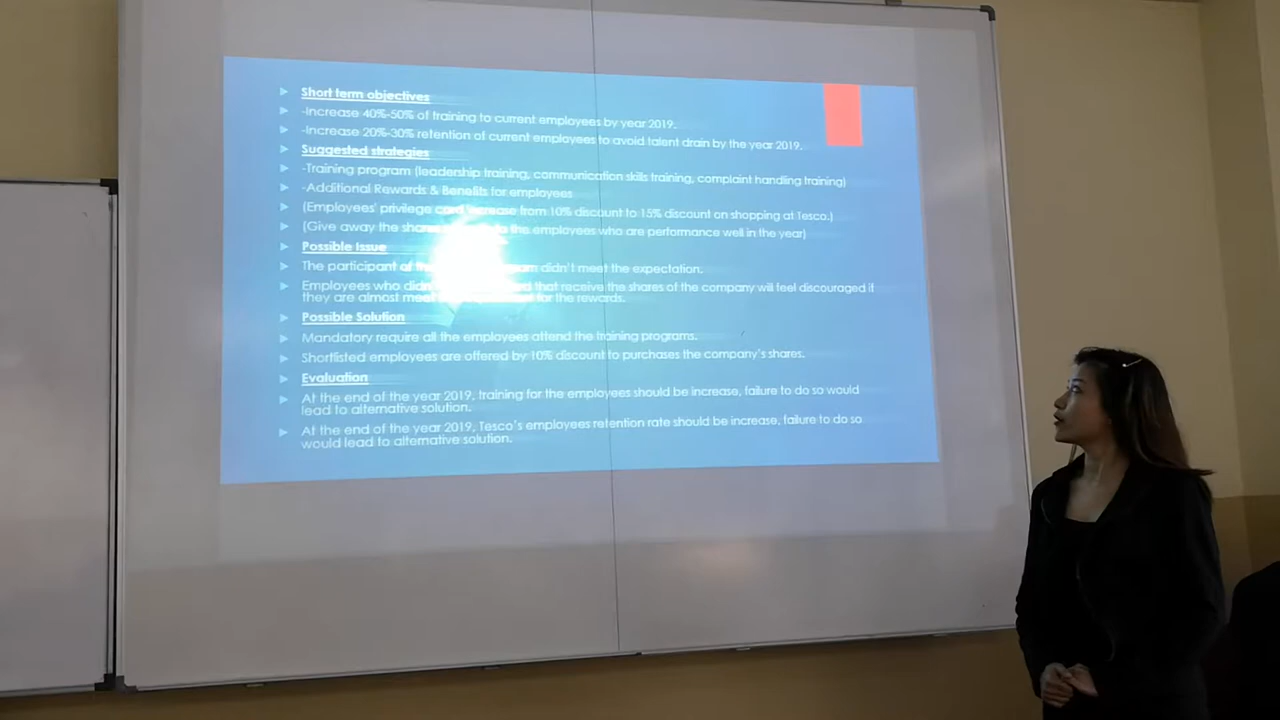 Short term objectives
-Increase 40%-50% of training to current employees by year 2019.
-Increase 20%-30% retention of current employees to avoid talent drain by the year 2019.
Suggested strategies
-Training program (leadership training, communication skills training, complaint handling training)
-Additional Rewards & Benefits for employees
(Employees' privilege card increase from 10% discount to 15% discount on shopping at Tesco.)
(Give away the shares to the employees who are performance well in the year)
Possible Issue
The participant of didn't meet the expectation.
Employees who that receive the shares of the company will feel discouraged if
they are almost meet for the rewards.
Possible Solution
Mandatory require all the employees attend the training programs.
Shortlisted employees are offered by 10% discount to purchases the company's shares.
Evaluation
At the end of the year 2019, training for the employees should be increase, failure to do so would
lead to alternative solution.
At the end of the year 2019, Tesco's employees retention rate should be increase, failure to do so
would lead to alternative solution.